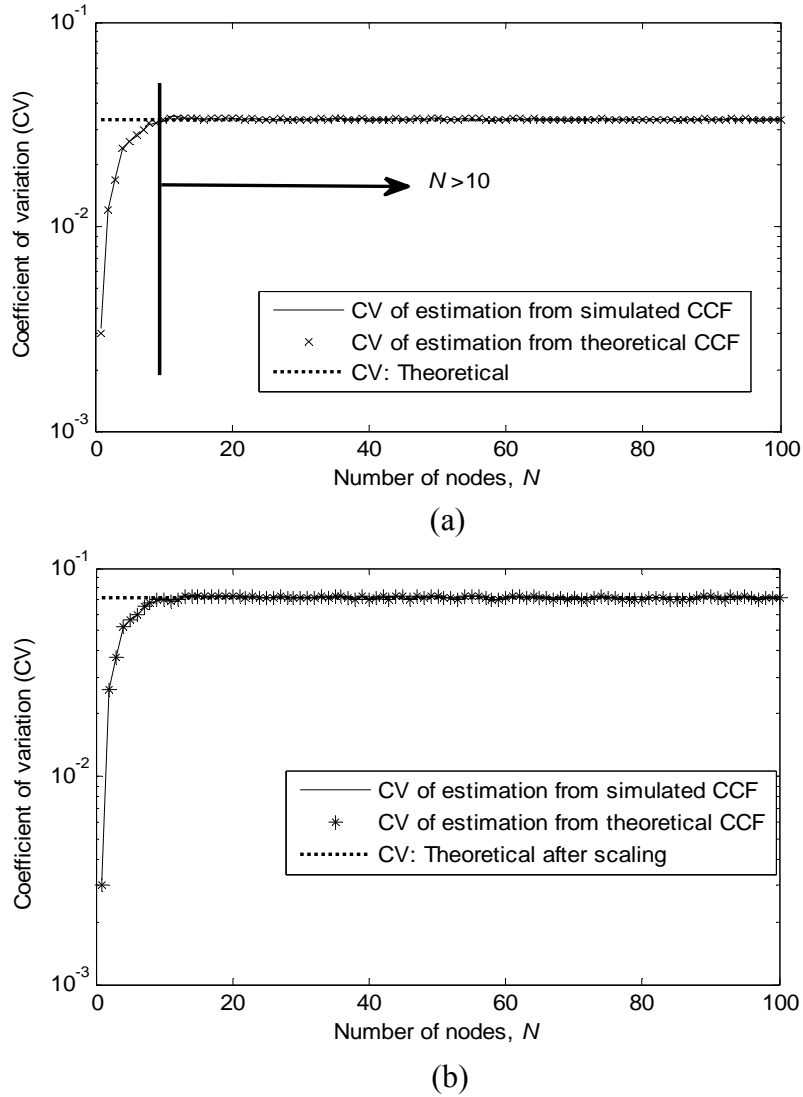 10^-1
10^-2
10^-3
Coefficient of variation (CV)
N >10
CV of estimation from simulated CCF
CV of estimation from theoretical CCF
CV: Theoretical
0 20 40 60 80 100
Number of nodes, N
(a)
10^-1
10^-2
10^-3
Coefficient of variation (CV)
CV of estimation from simulated CCF
CV of estimation from theoretical CCF
CV: Theoretical after scaling
0 20 40 60 80 100
Number of nodes, N
(b)